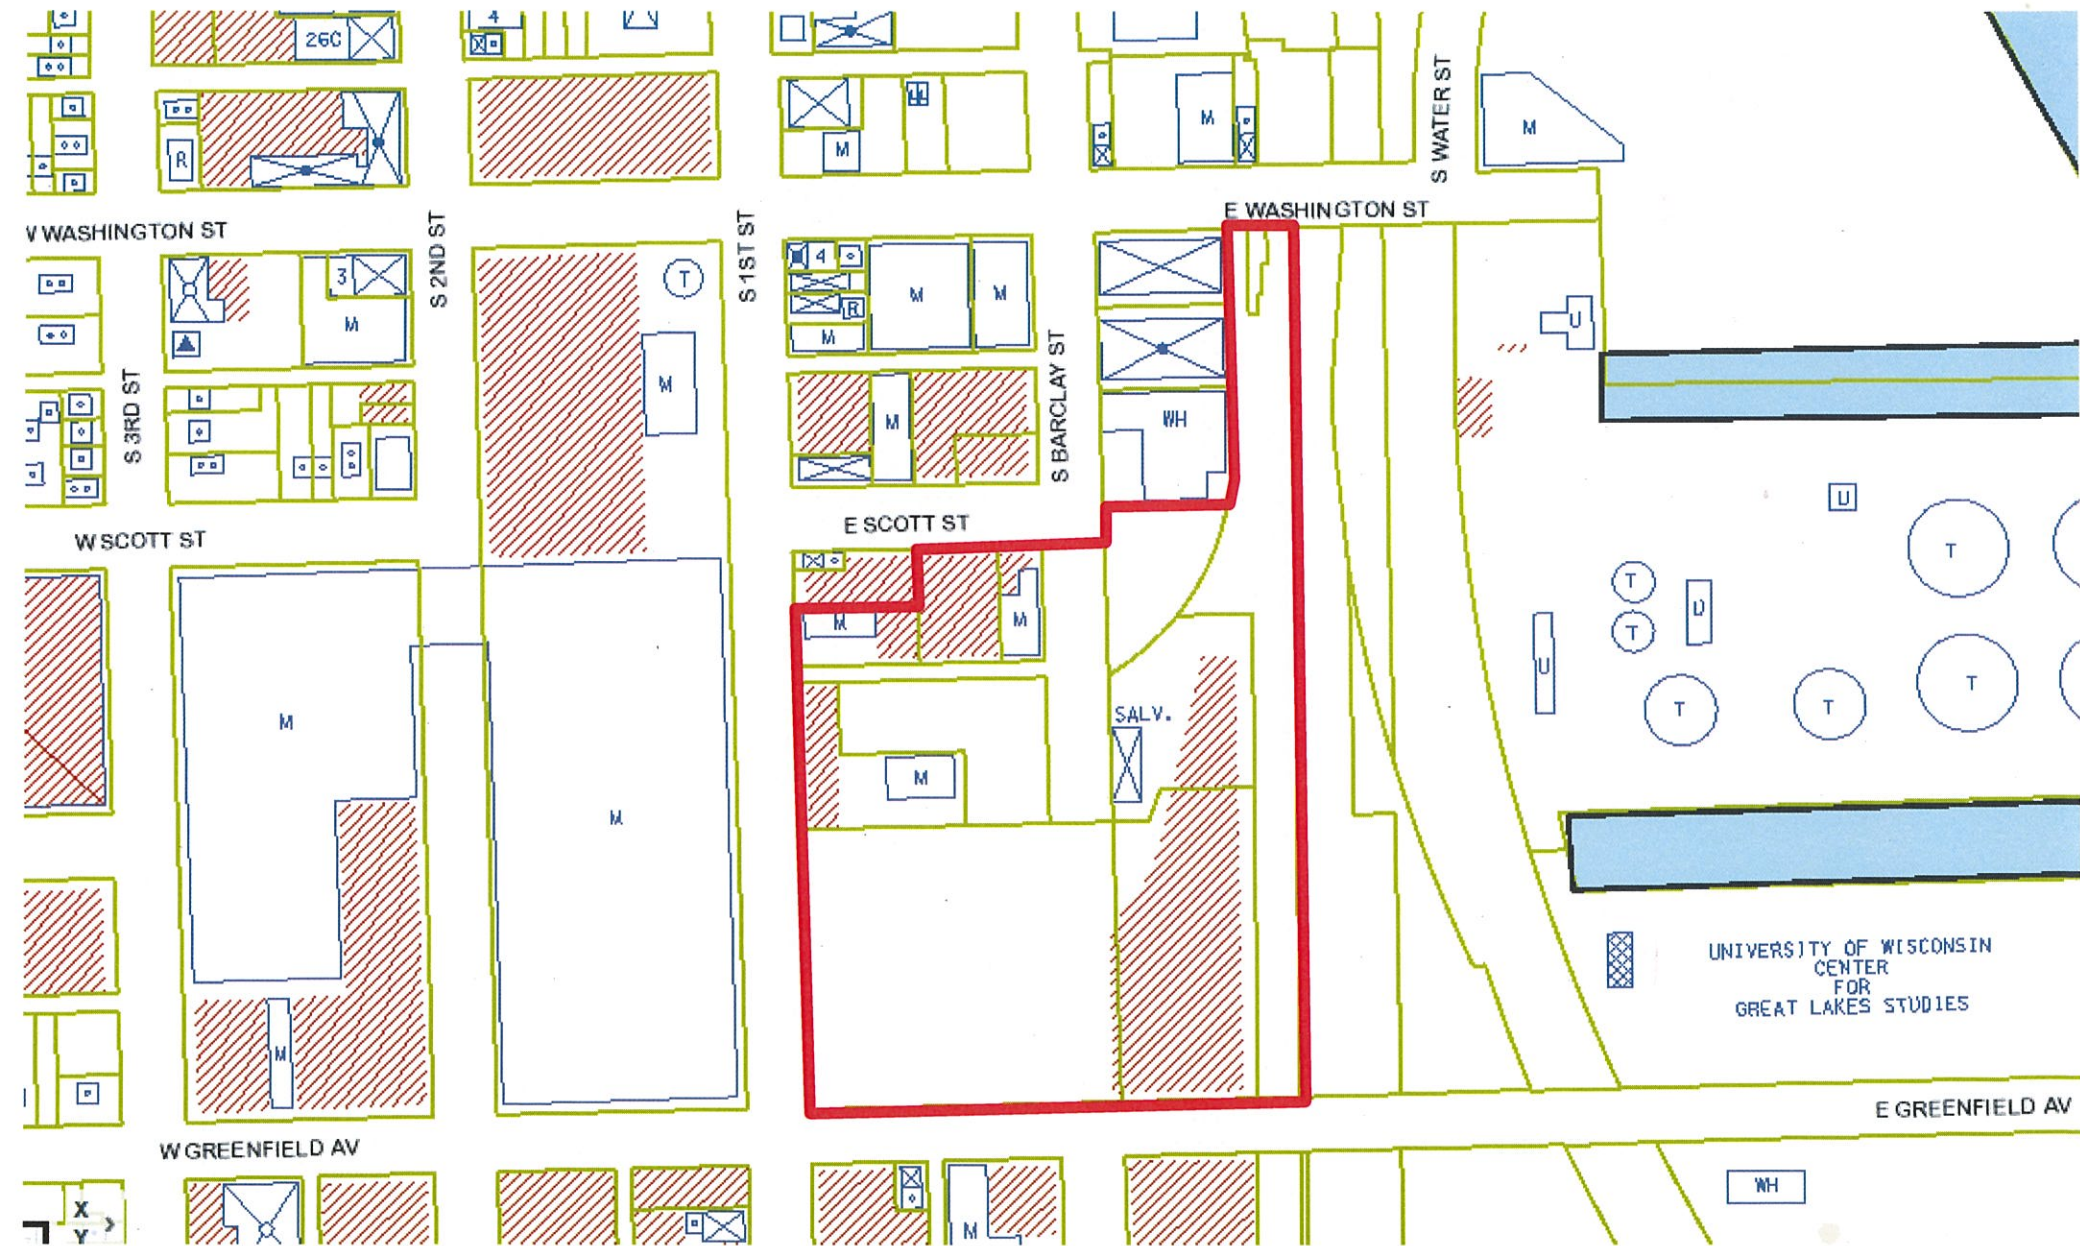 4
26C
M
M
M
R
M
S WATER ST
E WASHINGTON ST
W WASHINGTON ST
S 2ND ST
S 1ST ST
4
3
T
M
M
R
M
M
M
U
S 3RD ST
S BARCLAY ST
M
WH
U
E SCOTT ST
W SCOTT ST
T
T
D
T
M
M
U
T
T
T
M
SALV.
M
M
UNIVERSITY OF WISCONSIN
CENTER
FOR
GREAT LAKES STUDIES
M
E GREENFIELD AV
W GREENFIELD AV
WH
X
Y
M